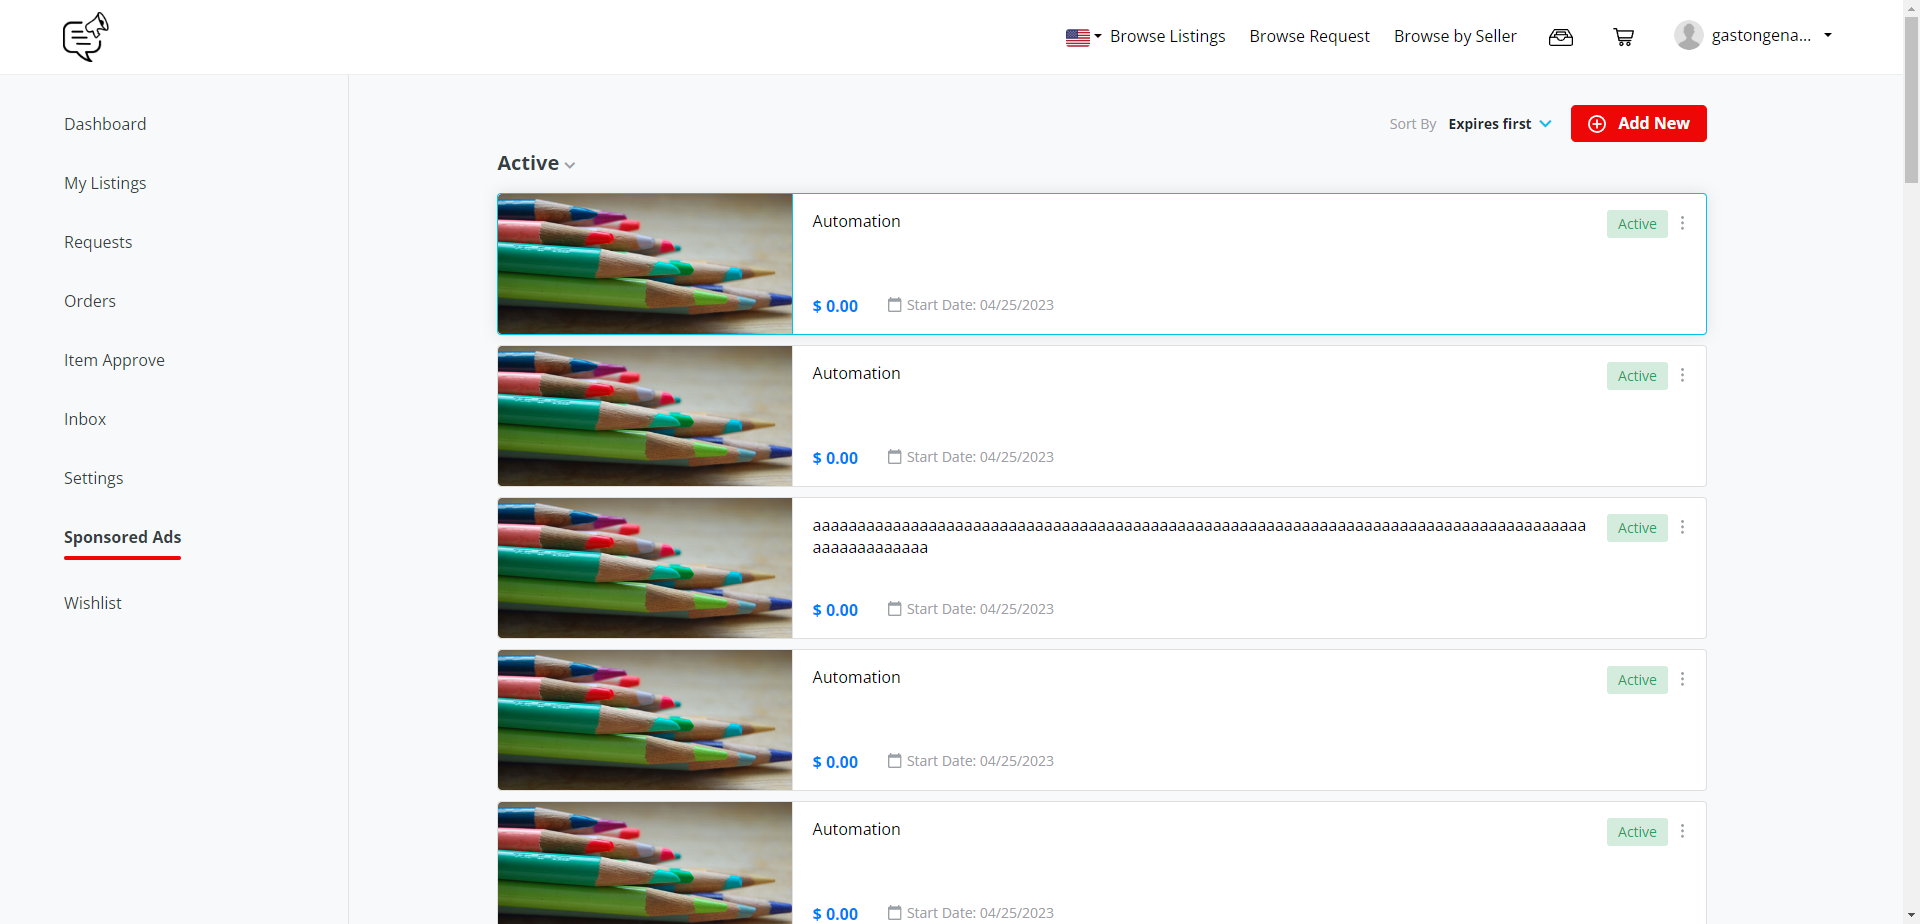 Browse Listings
Browse Request
Browse by Seller
gastongena...
Dashboard
My Listings
Requests
Orders
Item Approve
Inbox
Settings
Sponsored Ads
Wishlist
Sort By Expires first
Add New
Active
Automation
Active
$ 0.00
Start Date: 04/25/2023
Automation
Active
$ 0.00
Start Date: 04/25/2023
aaaaaaaaaaaaaaaaaaaaaaaaaaaaaaaaaaaaaaaaaaaaaaaaaaaaaaaaaaaaaaaaaaaaaaaaaaaaaaaaaaaaaaa
aaaaaaaaaaaaa
Active
$ 0.00
Start Date: 04/25/2023
Automation
Active
$ 0.00
Start Date: 04/25/2023
Automation
Active
$ 0.00
Start Date: 04/25/2023